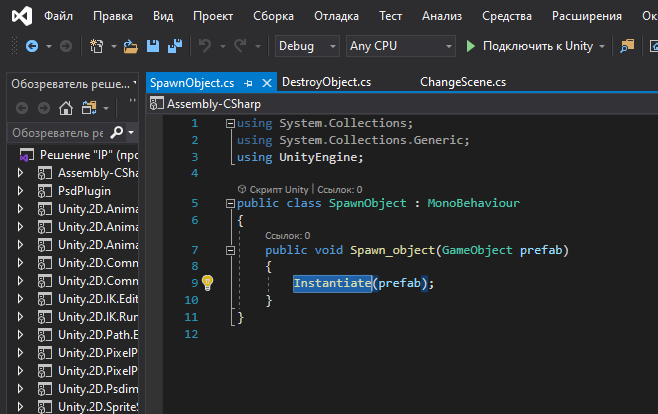 Файл Правка Вид Проект Сборка Отладка Тест Анализ Средства Расширения Ок
Debug Any CPU Подключить к Unity
Обозреватель реше...
SpawnObject.cs DestroyObject.cs ChangeScene.cs
Assembly-CSharp
Обозреватель ре
Решение "IP" (про
Assembly-CSha
PsdPlugin
Unity.2D.Anima
Unity.2D.Anima
Unity.2D.Anima
Unity.2D.Comm
Unity.2D.Comm
Unity.2D.IK.Edit
Unity.2D.IK.Run
Unity.2D.Path.E
Unity.2D.PixelP
Unity.2D.PixelP
Unity.2D.Psdim
Unity.2D.SpriteS
1 using System.Collections;
2 using System.Collections.Generic;
3 using UnityEngine;
Скрипт Unity | Ссылок: 0
5 public class SpawnObject : MonoBehaviour
6 {
Ссылок: 0
7 public void Spawn_object(GameObject prefab)
8 {
9 Instantiate(prefab);
10 }
11 }
12